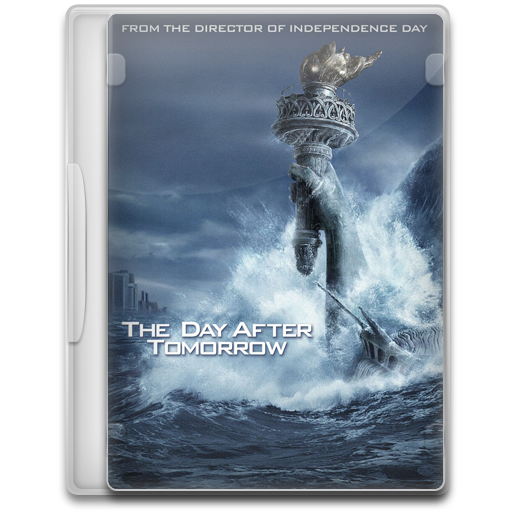 FROM THE DIRECTOR OF INDEPENDENCE DAY
THE DAY AFTER
TOMORROW